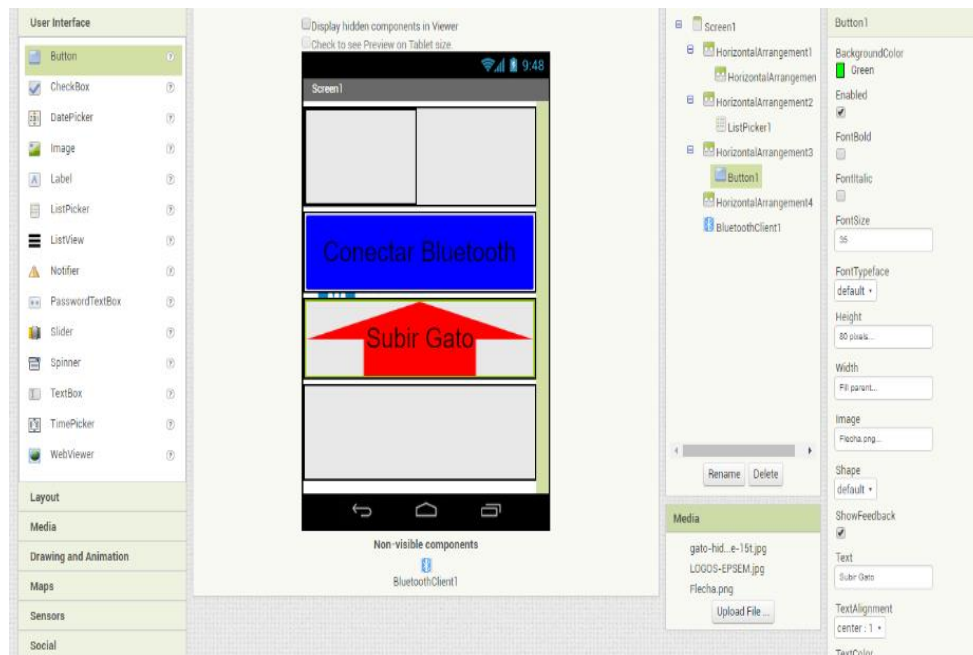 User Interface
Button
CheckBox
DatePicker
Image
Label
ListPicker
ListView
Notifier
PasswordTextBox
Slider
Spinner
TextBox
TimePicker
WebViewer
Layout
Media
Drawing and Animation
Maps
Sensors
Social
Display hidden components in Viewer
Check to see Preview on Tablet size.
9:48
Screen1
Conectar Bluetooth
Subir Gato
Non-visible components
BluetoothClient1
Screen1
HorizontalArrangement1
HorizontalArrangemen
HorizontalArrangement2
ListPicker1
HorizontalArrangement3
Button1
HorizontalArrangement4
BluetoothClient1
Rename Delete
Media
gato-hid...e-15t.jpg
LOGOS-EPSEM.jpg
Flecha.png
Upload File ...
Button1
BackgroundColor
Green
Enabled
FontBold
FontItalic
FontSize
35
FontTypeface
default
Height
80 pixels...
Width
Fill parent...
Image
Flecha.png...
Shape
default
ShowFeedback
Text
Subir Gato
TextAlignment
center : 1
TextColor